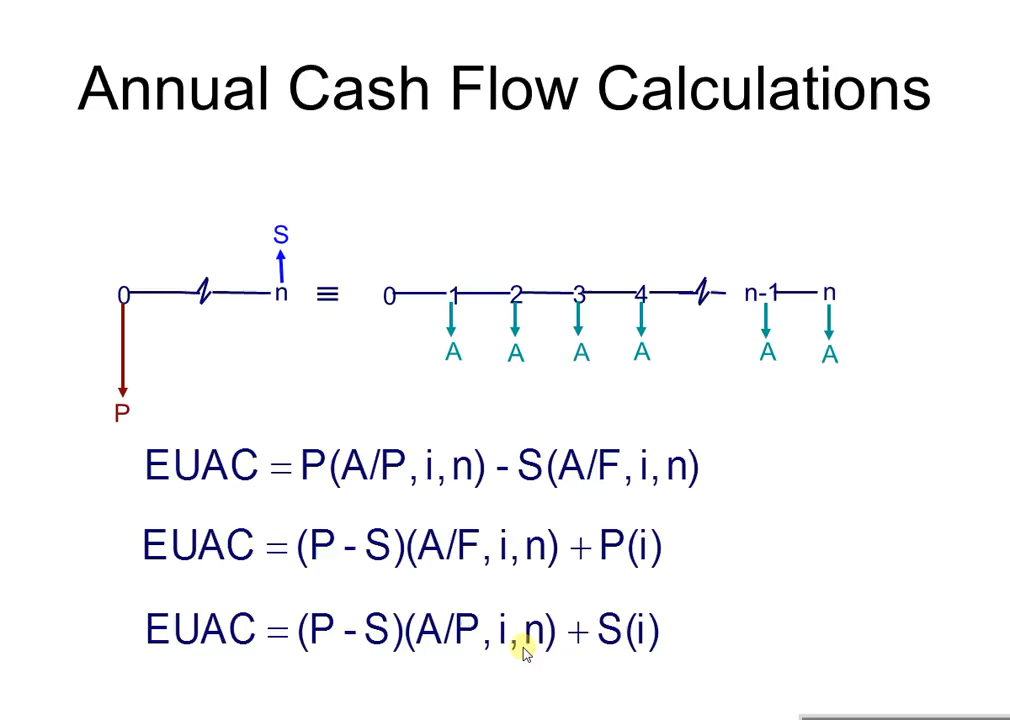 Annual Cash Flow Calculations
S
0 n ≡ 0 1 2 3 4 n-1 n
A A A A A A
P
EUAC = P(A/P, i, n) - S(A/F, i, n)
EUAC = (P - S)(A/F, i, n) + P(i)
EUAC = (P - S)(A/P, i, n) + S(i)